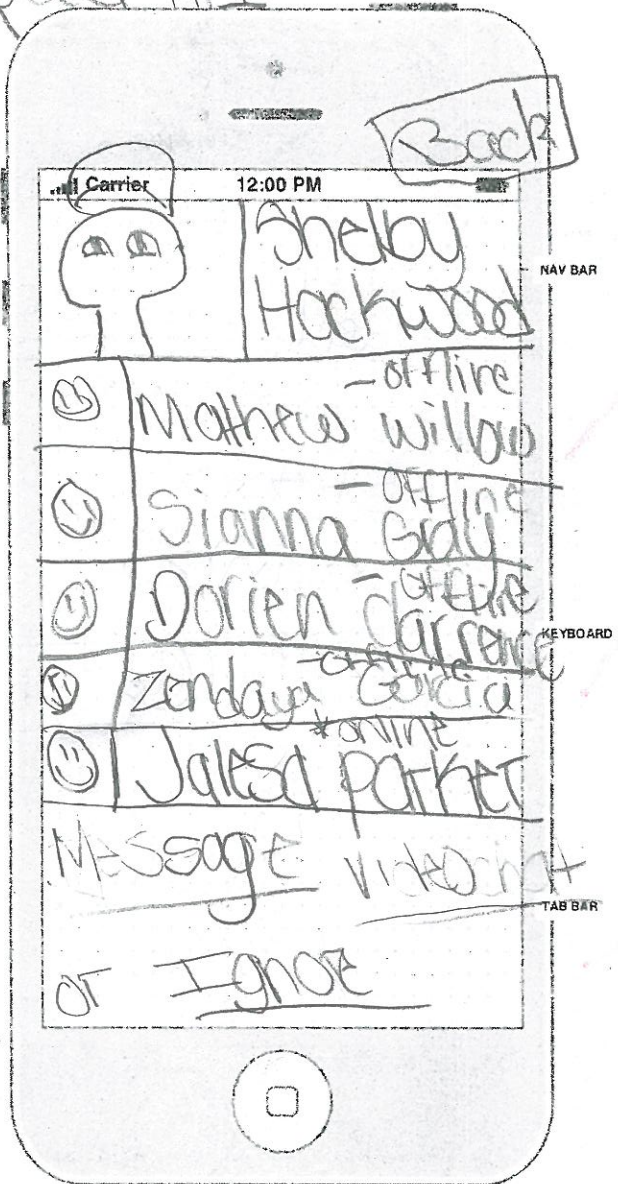 Back
Carrier 12:00 PM
Shelby
Hockwood
NAV BAR
- offline
Mathew Willow
- offline
Sianna Gray
- offline
Dorien
KEYBOARD
- offline
Zendaya Garcia
* online
Jalesa Parker
Message Videochat
TAB BAR
or Ignore